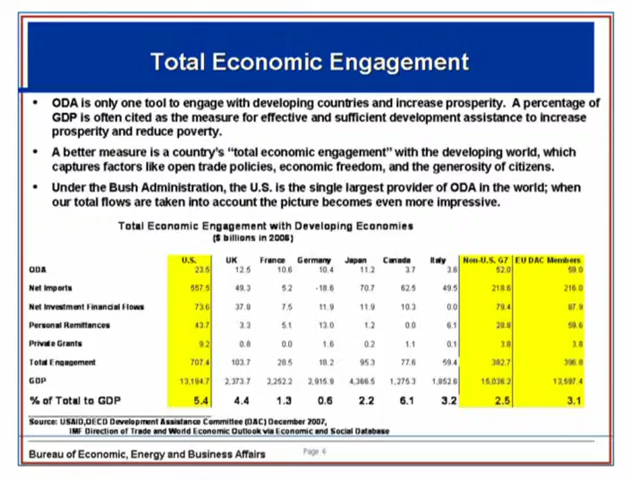 Total Economic Engagement
• ODA is only one tool to engage with developing countries and increase prosperity. A percentage of
GDP is often cited as the measure for effective and sufficient development assistance to increase
prosperity and reduce poverty.
• A better measure is a country's "total economic engagement" with the developing world, which
captures factors like open trade policies, economic freedom, and the generosity of citizens.
• Under the Bush Administration, the U.S. is the single largest provider of ODA in the world; when
our total flows are taken into account the picture becomes even more impressive.
Total Economic Engagement with Developing Economies
($ billions in 2006)
U.S. UK France Germany Japan Canada Italy Non-U.S. G7 EU DAC Members
ODA 23.5 12.5 10.6 10.4 11.2 3.7 3.6 52.0 59.0
Net Imports 557.5 49.3 5.2 -18.6 70.7 62.5 49.5 218.6 216.0
Net Investment Financial Flows 73.6 37.8 7.5 11.9 11.9 10.3 0.0 79.4 87.9
Personal Remittances 43.7 3.3 5.1 13.0 1.2 0.0 6.1 28.8 59.6
Private Grants 9.2 0.8 0.0 1.6 0.2 1.1 0.1 3.8 3.8
Total Engagement 707.4 103.7 28.5 18.2 95.3 77.6 59.4 382.7
GDP 13,194.7 2,373.7 2,252.2 2,915.9 4,366.5 1,275.3 1,852.6 15,036.2 13,597.4
% of Total to GDP 5.4 4.4 1.3 0.6 2.2 6.1 3.2 2.5 3.1
Source: USAID,OECD Development Assistance Committee (DAC) December 2007,
IMF Direction of Trade and World Economic Outlook via Economic and Social Database
Bureau of Economic, Energy and Business Affairs
Page 6